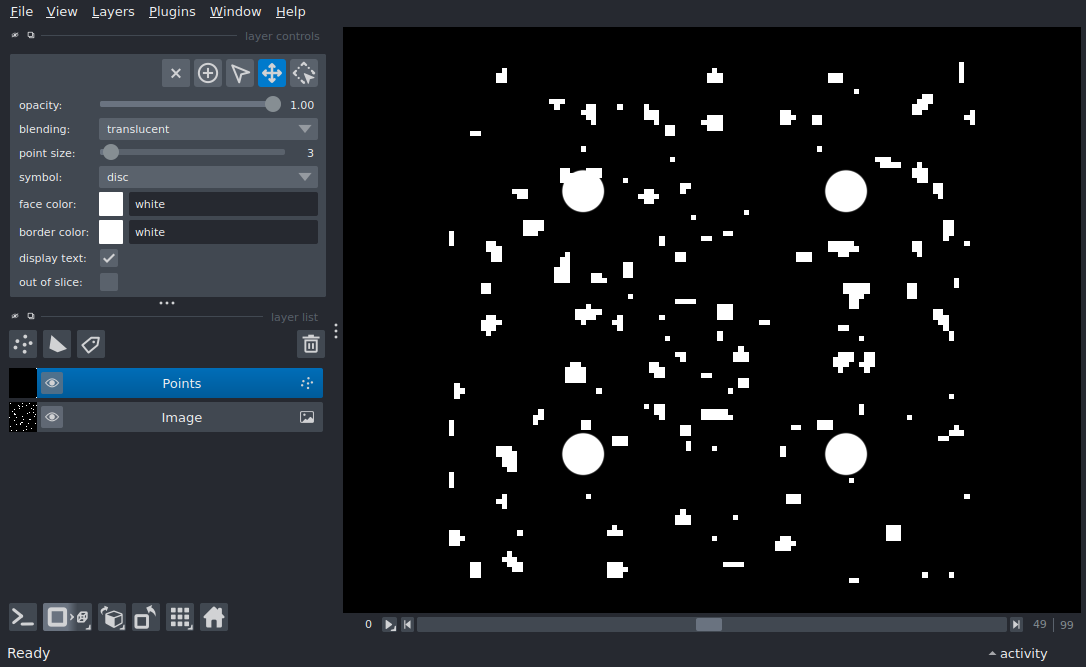 File View Layers Plugins Window Help
layer controls
opacity: 1.00
blending: translucent
point size: 3
symbol: disc
face color: white
border color: white
display text:
out of slice:
layer list
Points
Image
0 49 99
Ready activity